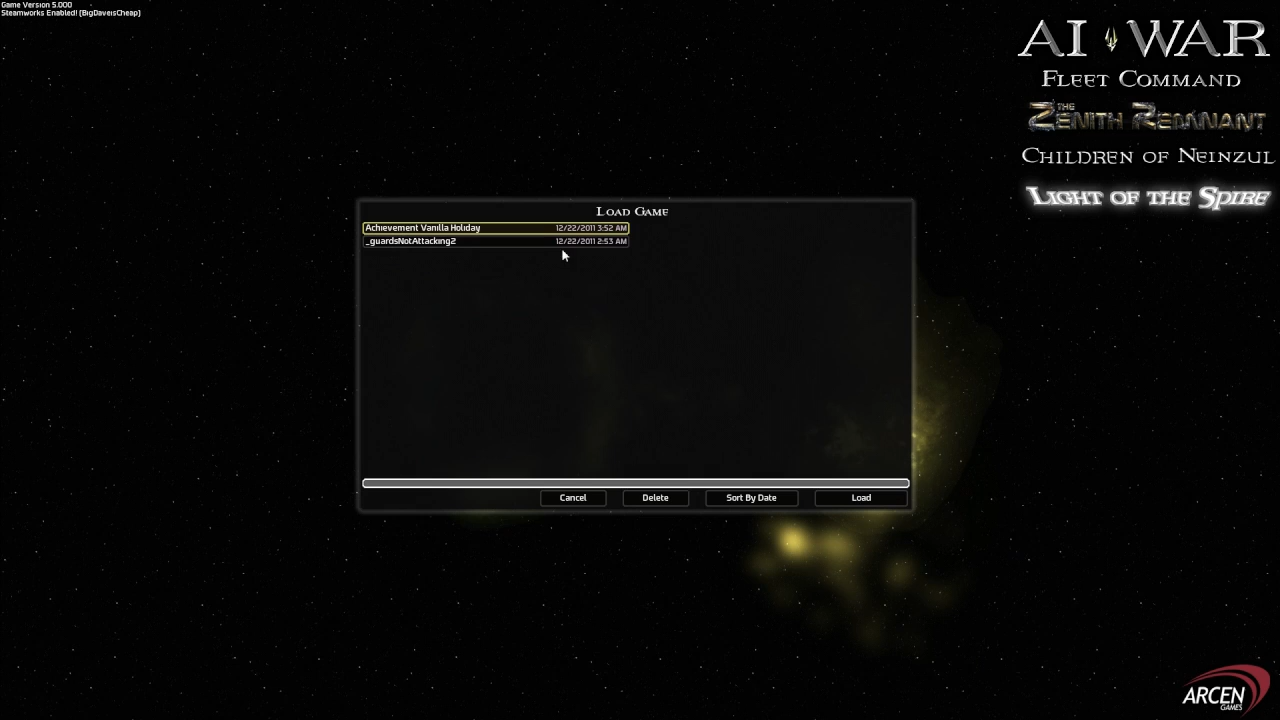 Game Version 5.000
Steamworks Enabled! (BigDaveIsCheap)
AI WAR
Fleet Command
THE Zenith Remnant
Children of Neinzul
Light of the Spire
Load Game
Achievement Vanilla Holiday 12/22/2011 3:52 AM
_guardsNotAttacking2 12/22/2011 2:53 AM
Cancel Delete Sort By Date Load
ARCEN
GAMES